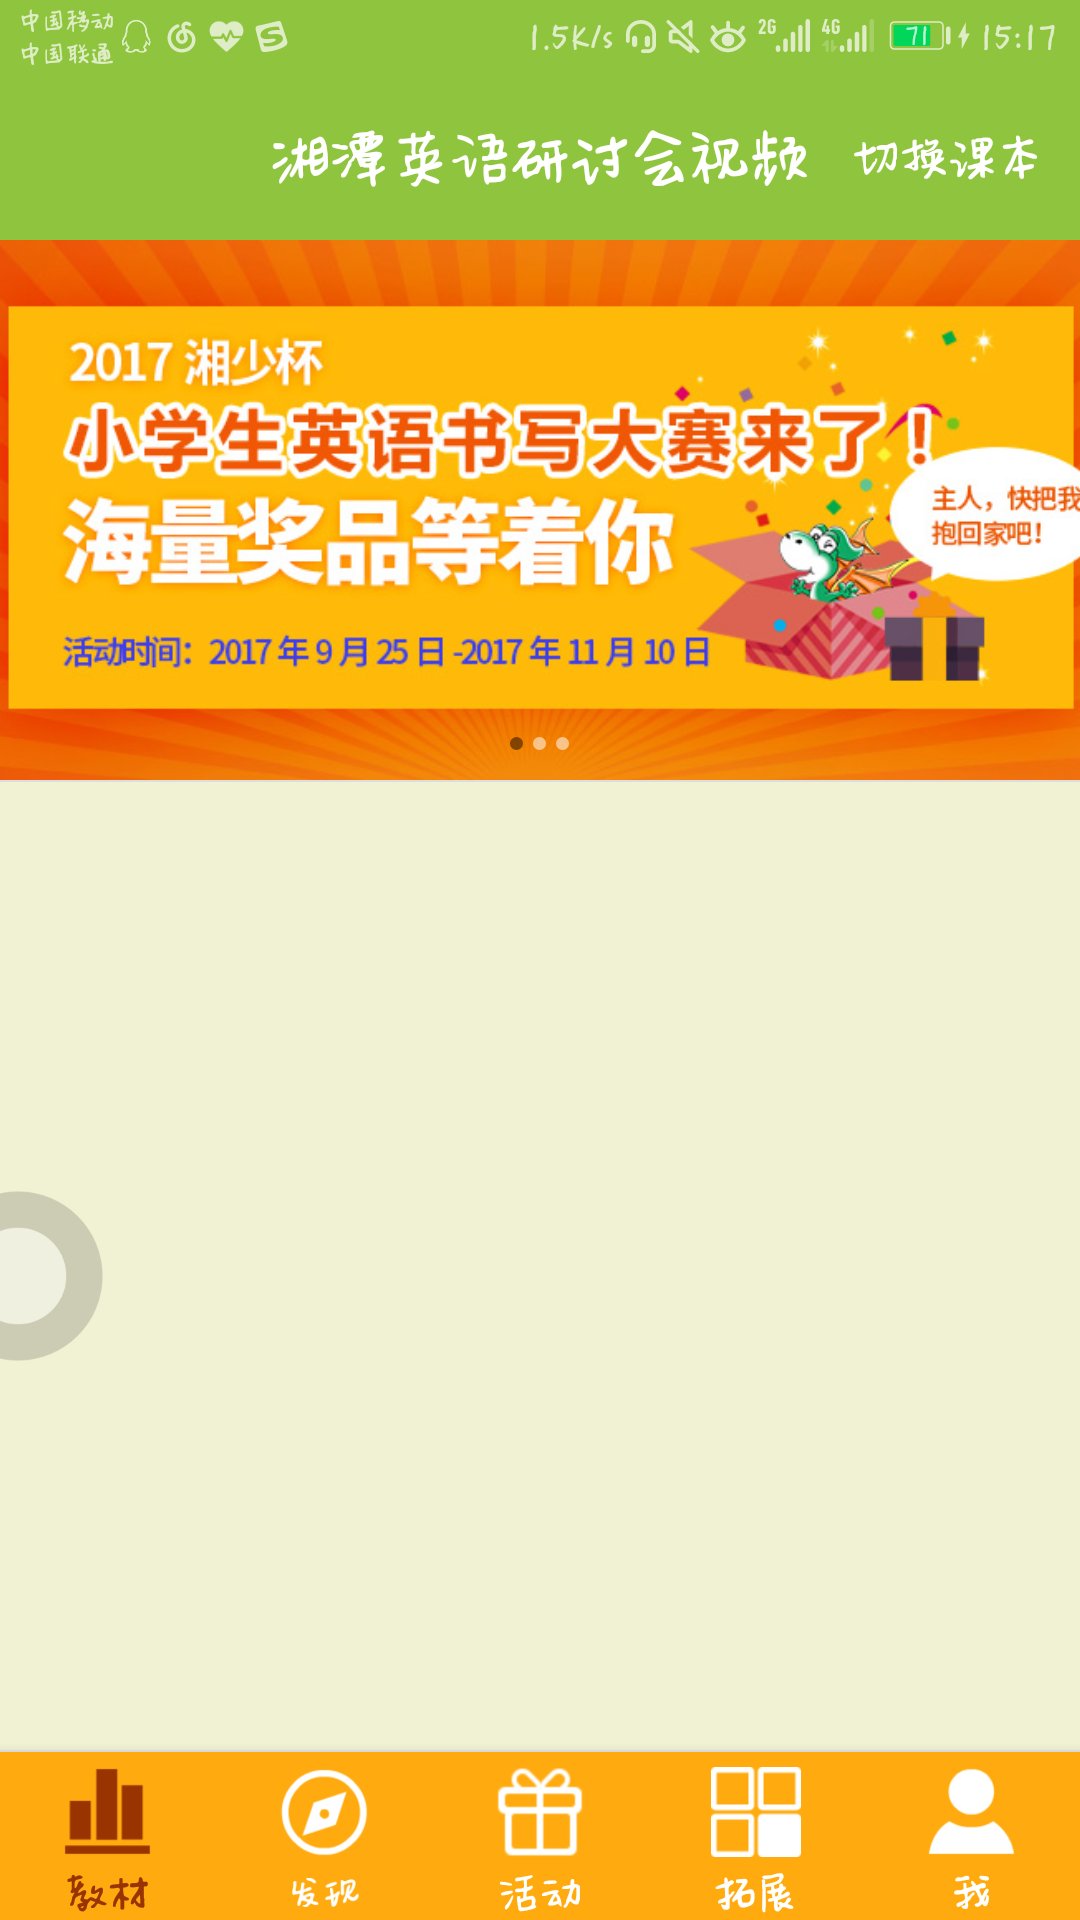 中国移动
中国联通
1.5K/s 2G 4G 71 15:17
湘潭英语研讨会视频 切换课本
2017 湘少杯
小学生英语书写大赛来了！
海量奖品等着你
主人，快把我
抱回家吧！
活动时间：2017 年 9 月 25 日 -2017 年 11 月 10 日
教材 发现 活动 拓展 我